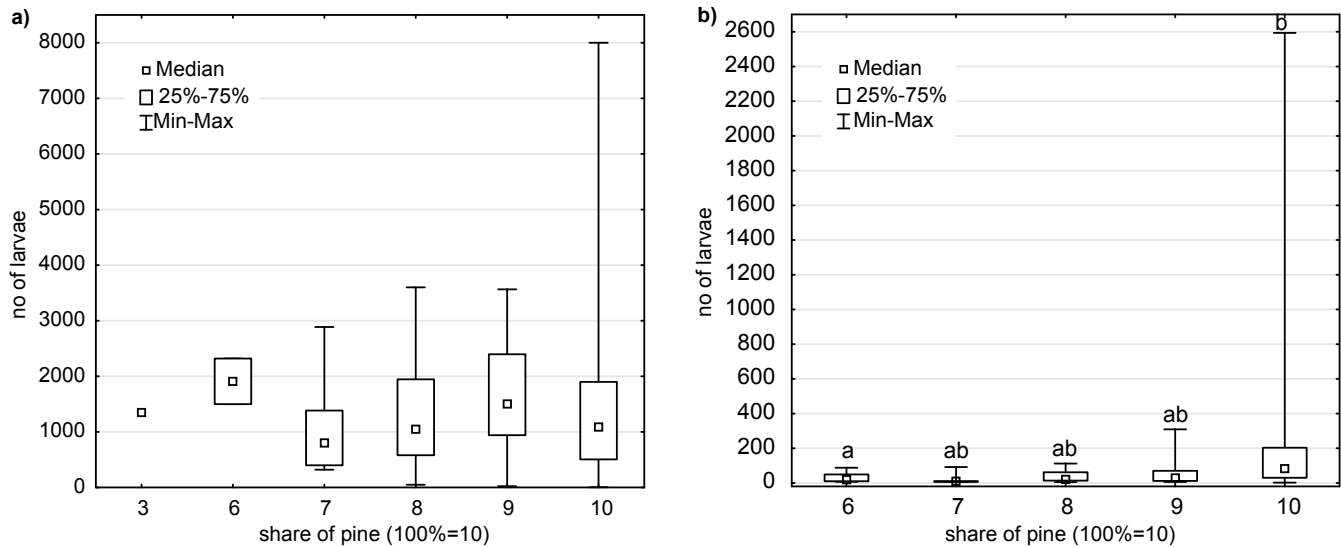 a)
8000
7000
6000
5000
4000
3000
2000
1000
0
no of larvae
Median
25%-75%
Min-Max
3 6 7 8 9 10
share of pine (100%=10)
b)
2600
2400
2200
2000
1800
1600
1400
1200
1000
800
600
400
200
0
no of larvae
Median
25%-75%
Min-Max
a ab ab ab b
6 7 8 9 10
share of pine (100%=10)